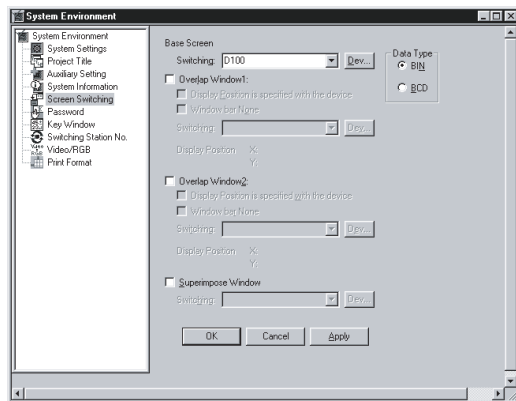 System Environment
System Environment
System Settings
Project Title
Auxiliary Setting
System Information
Screen Switching
Password
Key Window
Switching Station No.
Video/RGB
Print Format
Base Screen
Switching: D100 Dev...
Data Type
BIN
BCD
Overlap Window1:
Display Position is specified with the device
Window bar None
Switching: Dev...
Display Position X:
Y:
Overlap Window2:
Display Position is specified with the device
Window bar None
Switching: Dev...
Display Position X:
Y:
Superimpose Window
Switching: Dev...
OK Cancel Apply